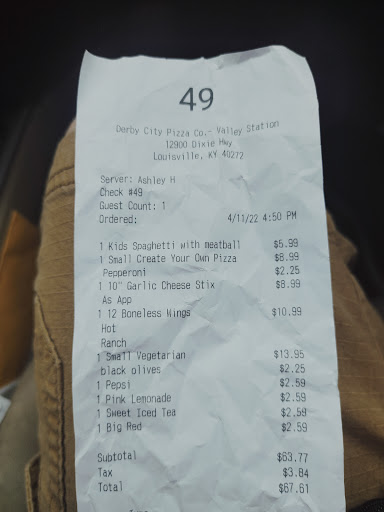 49
Derby City Pizza Co.- Valley Station
12900 Dixie Hwy
Louisville, KY 40272
Server: Ashley H
Check #49
Guest Count: 1
Ordered: 4/11/22 4:50 PM
1 Kids Spaghetti with meatball $5.99
1 Small Create Your Own Pizza $8.99
Pepperoni $2.25
1 10" Garlic Cheese Stix $8.99
As App
1 12 Boneless Wings $10.99
Hot
Ranch
1 Small Vegetarian $13.95
black olives $2.25
1 Pepsi $2.59
1 Pink Lemonade $2.59
1 Sweet Iced Tea $2.59
1 Big Red $2.59
Subtotal $63.77
Tax $3.84
Total $67.61